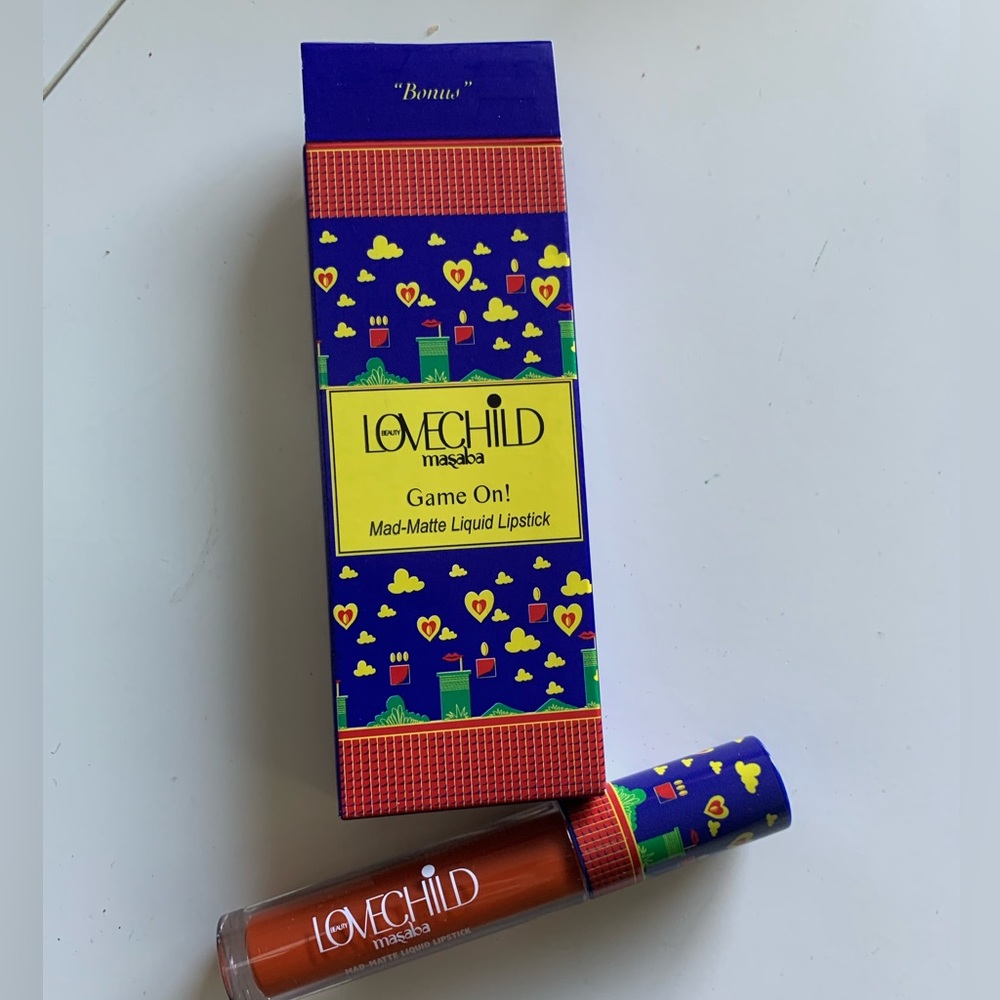 “Bonus”
LOVECHILD
BEAUTY
masaba
Game On!
Mad-Matte Liquid Lipstick
LOVECHILD
BEAUTY
masaba
MAD-MATTE LIQUID LIPSTICK